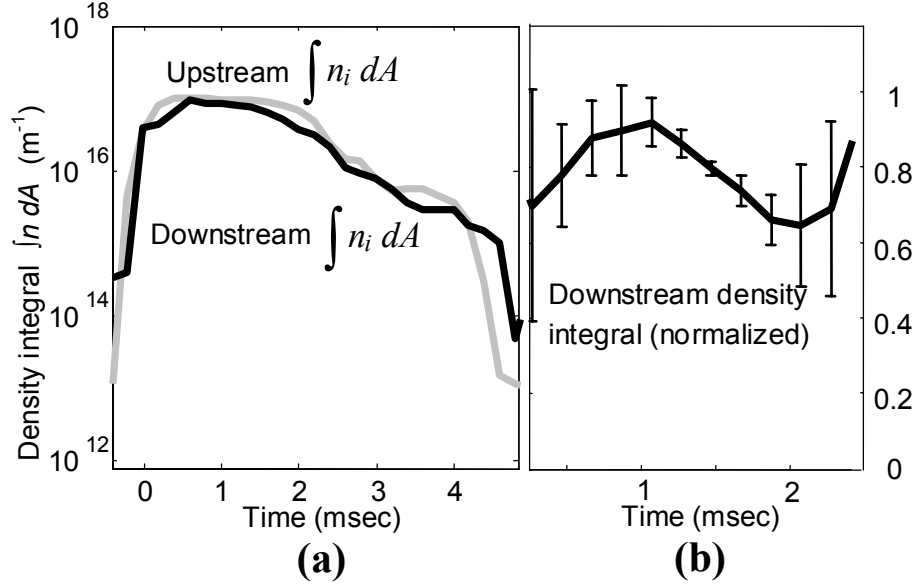 10^18
10^16
10^14
10^12
Density integral ∫n dA (m^-1)
Upstream ∫ n_i dA
Downstream ∫ n_i dA
0 1 2 3 4
Time (msec)
(a)
1
0.8
0.6
0.4
0.2
0
Downstream density
integral (normalized)
1 2
Time (msec)
(b)